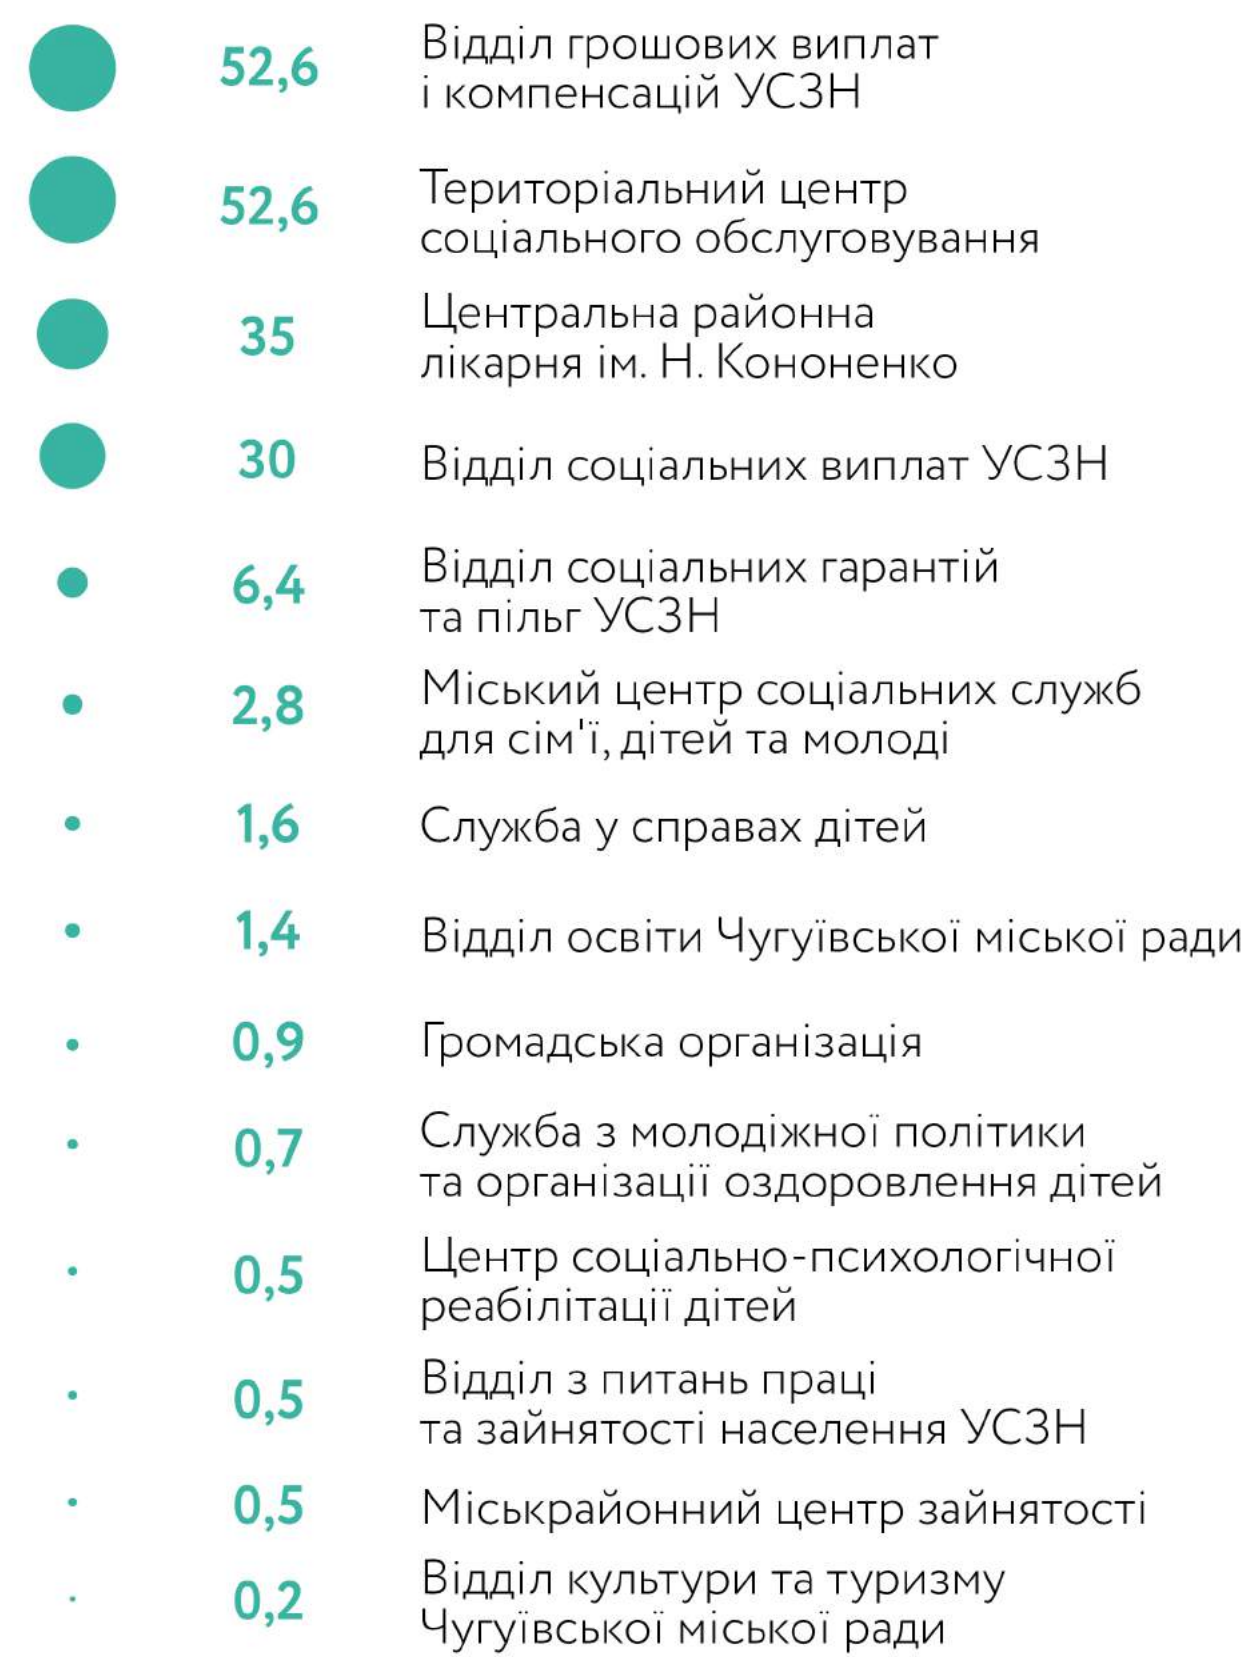 52,6
Відділ грошових виплат
і компенсацій УСЗН
52,6
Територіальний центр
соціального обслуговування
35
Центральна районна
лікарня ім. Н. Кононенко
30
Відділ соціальних виплат УСЗН
6,4
Відділ соціальних гарантій
та пільг УСЗН
2,8
Міський центр соціальних служб
для сім'ї, дітей та молоді
1,6
Служба у справах дітей
1,4
Відділ освіти Чугуївської міської ради
0,9
Громадська організація
0,7
Служба з молодіжної політики
та організації оздоровлення дітей
0,5
Центр соціально-психологічної
реабілітації дітей
0,5
Відділ з питань праці
та зайнятості населення УСЗН
0,5
Міськрайонний центр зайнятості
0,2
Відділ культури та туризму
Чугуївської міської ради